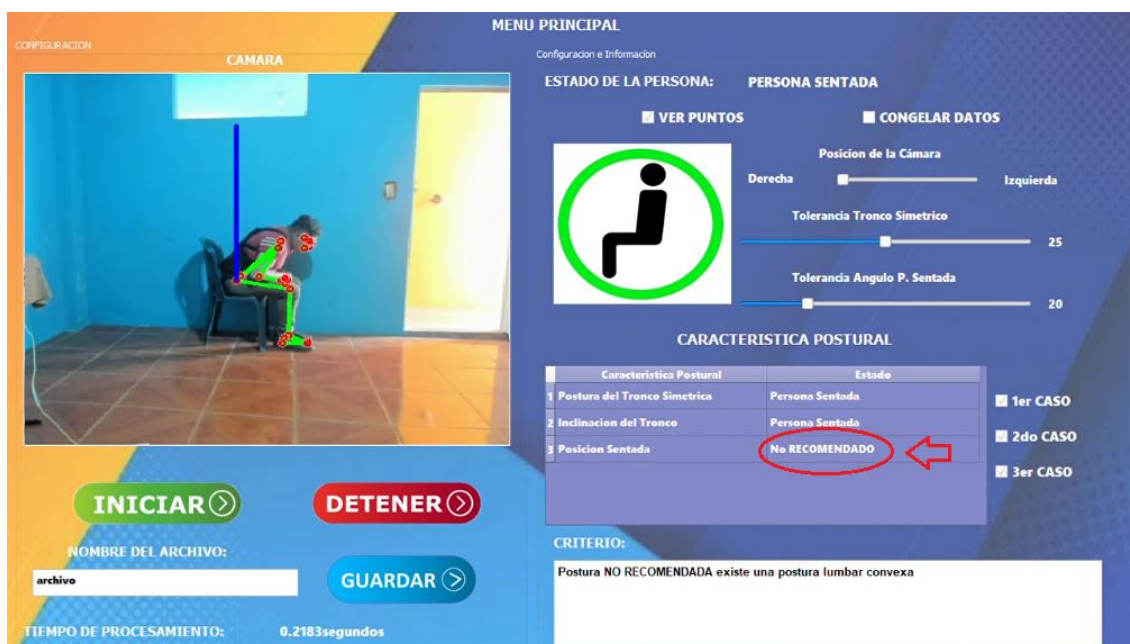 MENU PRINCIPAL
CONFIGURACION
CAMARA
Configuracion e Informacion
ESTADO DE LA PERSONA: PERSONA SENTADA
VER PUNTOS CONGELAR DATOS
Posicion de la Cámara
Derecha Izquierda
Tolerancia Tronco Simetrico
25
Tolerancia Angulo P. Sentada
20
CARACTERISTICA POSTURAL
Caracteristica Postural Estado
1 Postura del Tronco Simetrica Persona Sentada
2 Inclinacion del Tronco Persona Sentada
3 Posicion Sentada No RECOMENDADO
1er CASO
2do CASO
3er CASO
INICIAR DETENER
NOMBRE DEL ARCHIVO:
archivo
GUARDAR
TIEMPO DE PROCESAMIENTO: 0.2183segundos
CRITERIO:
Postura NO RECOMENDADA existe una postura lumbar convexa